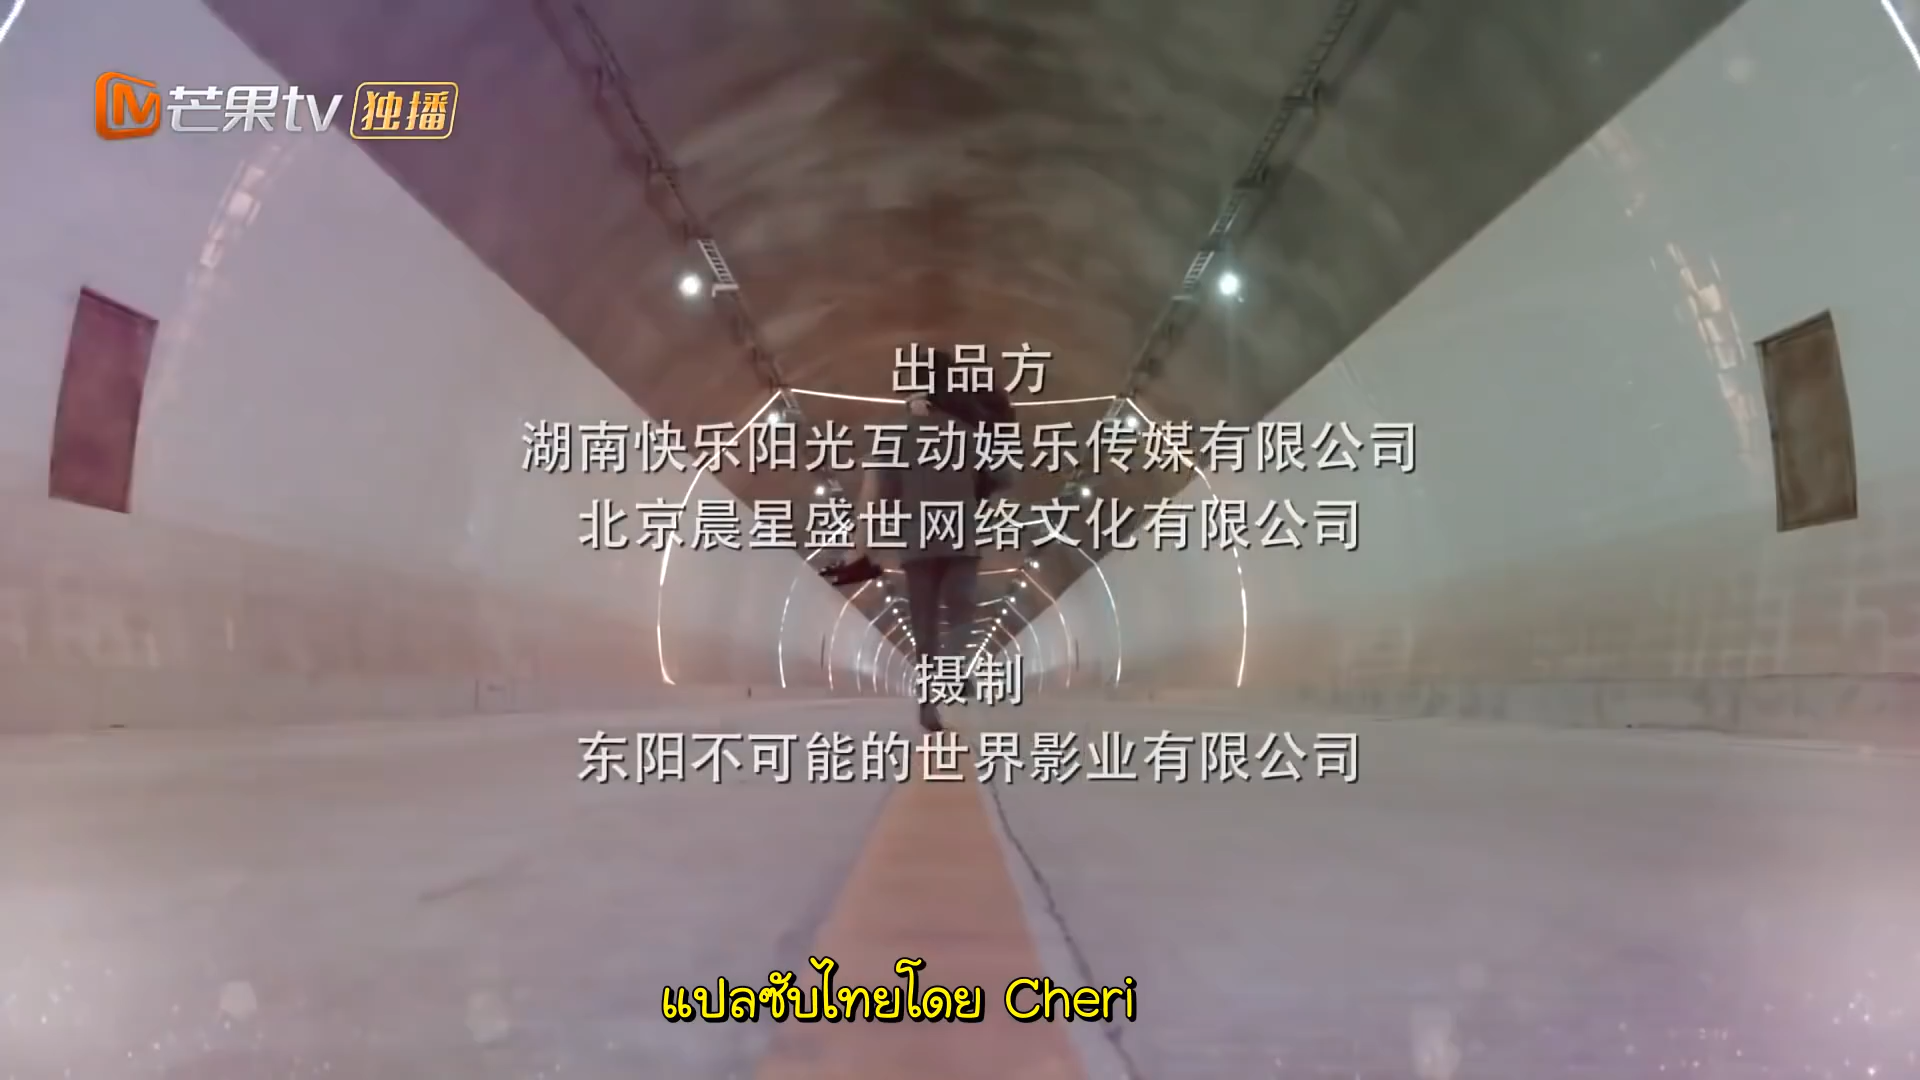 芒果tv 独播
出品方
湖南快乐阳光互动娱乐传媒有限公司
北京晨星盛世网络文化有限公司
摄制
东阳不可能的世界影业有限公司
แปลซับไทยโดย Cheri